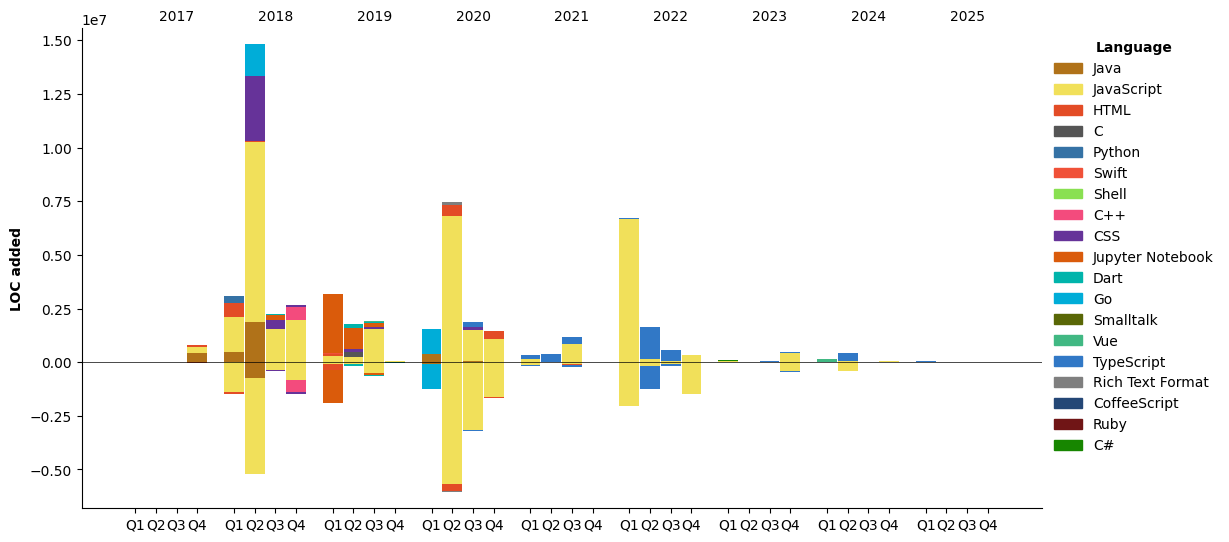 1e7
2017 2018 2019 2020 2021 2022 2023 2024 2025
1.50
1.25
1.00
0.75
0.50
0.25
0.00
−0.25
−0.50
LOC added
Q1 Q2 Q3 Q4 Q1 Q2 Q3 Q4 Q1 Q2 Q3 Q4 Q1 Q2 Q3 Q4 Q1 Q2 Q3 Q4 Q1 Q2 Q3 Q4 Q1 Q2 Q3 Q4 Q1 Q2 Q3 Q4 Q1 Q2 Q3 Q4
Language
Java
JavaScript
HTML
C
Python
Swift
Shell
C++
CSS
Jupyter Notebook
Dart
Go
Smalltalk
Vue
TypeScript
Rich Text Format
CoffeeScript
Ruby
C#